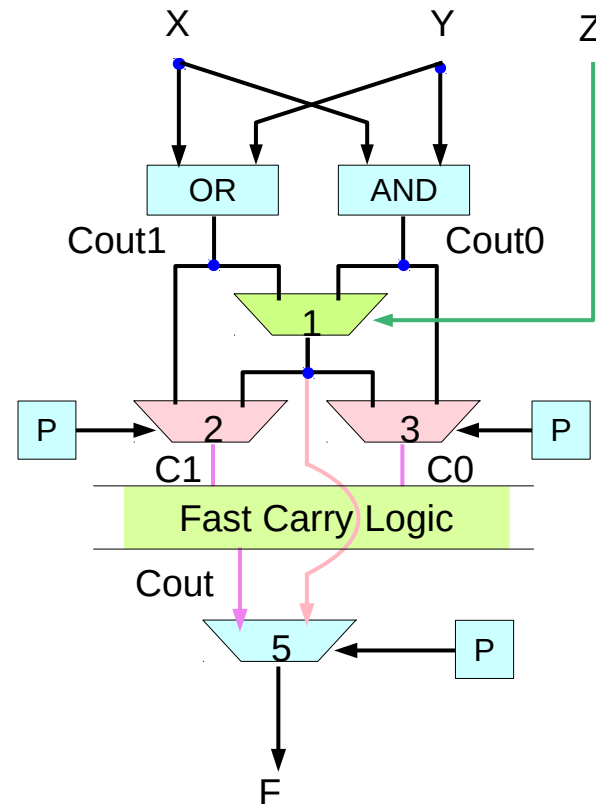 X Y Z
OR AND
Cout1 Cout0
1
P 2 3 P
C1 C0
Fast Carry Logic
Cout
5 P
F